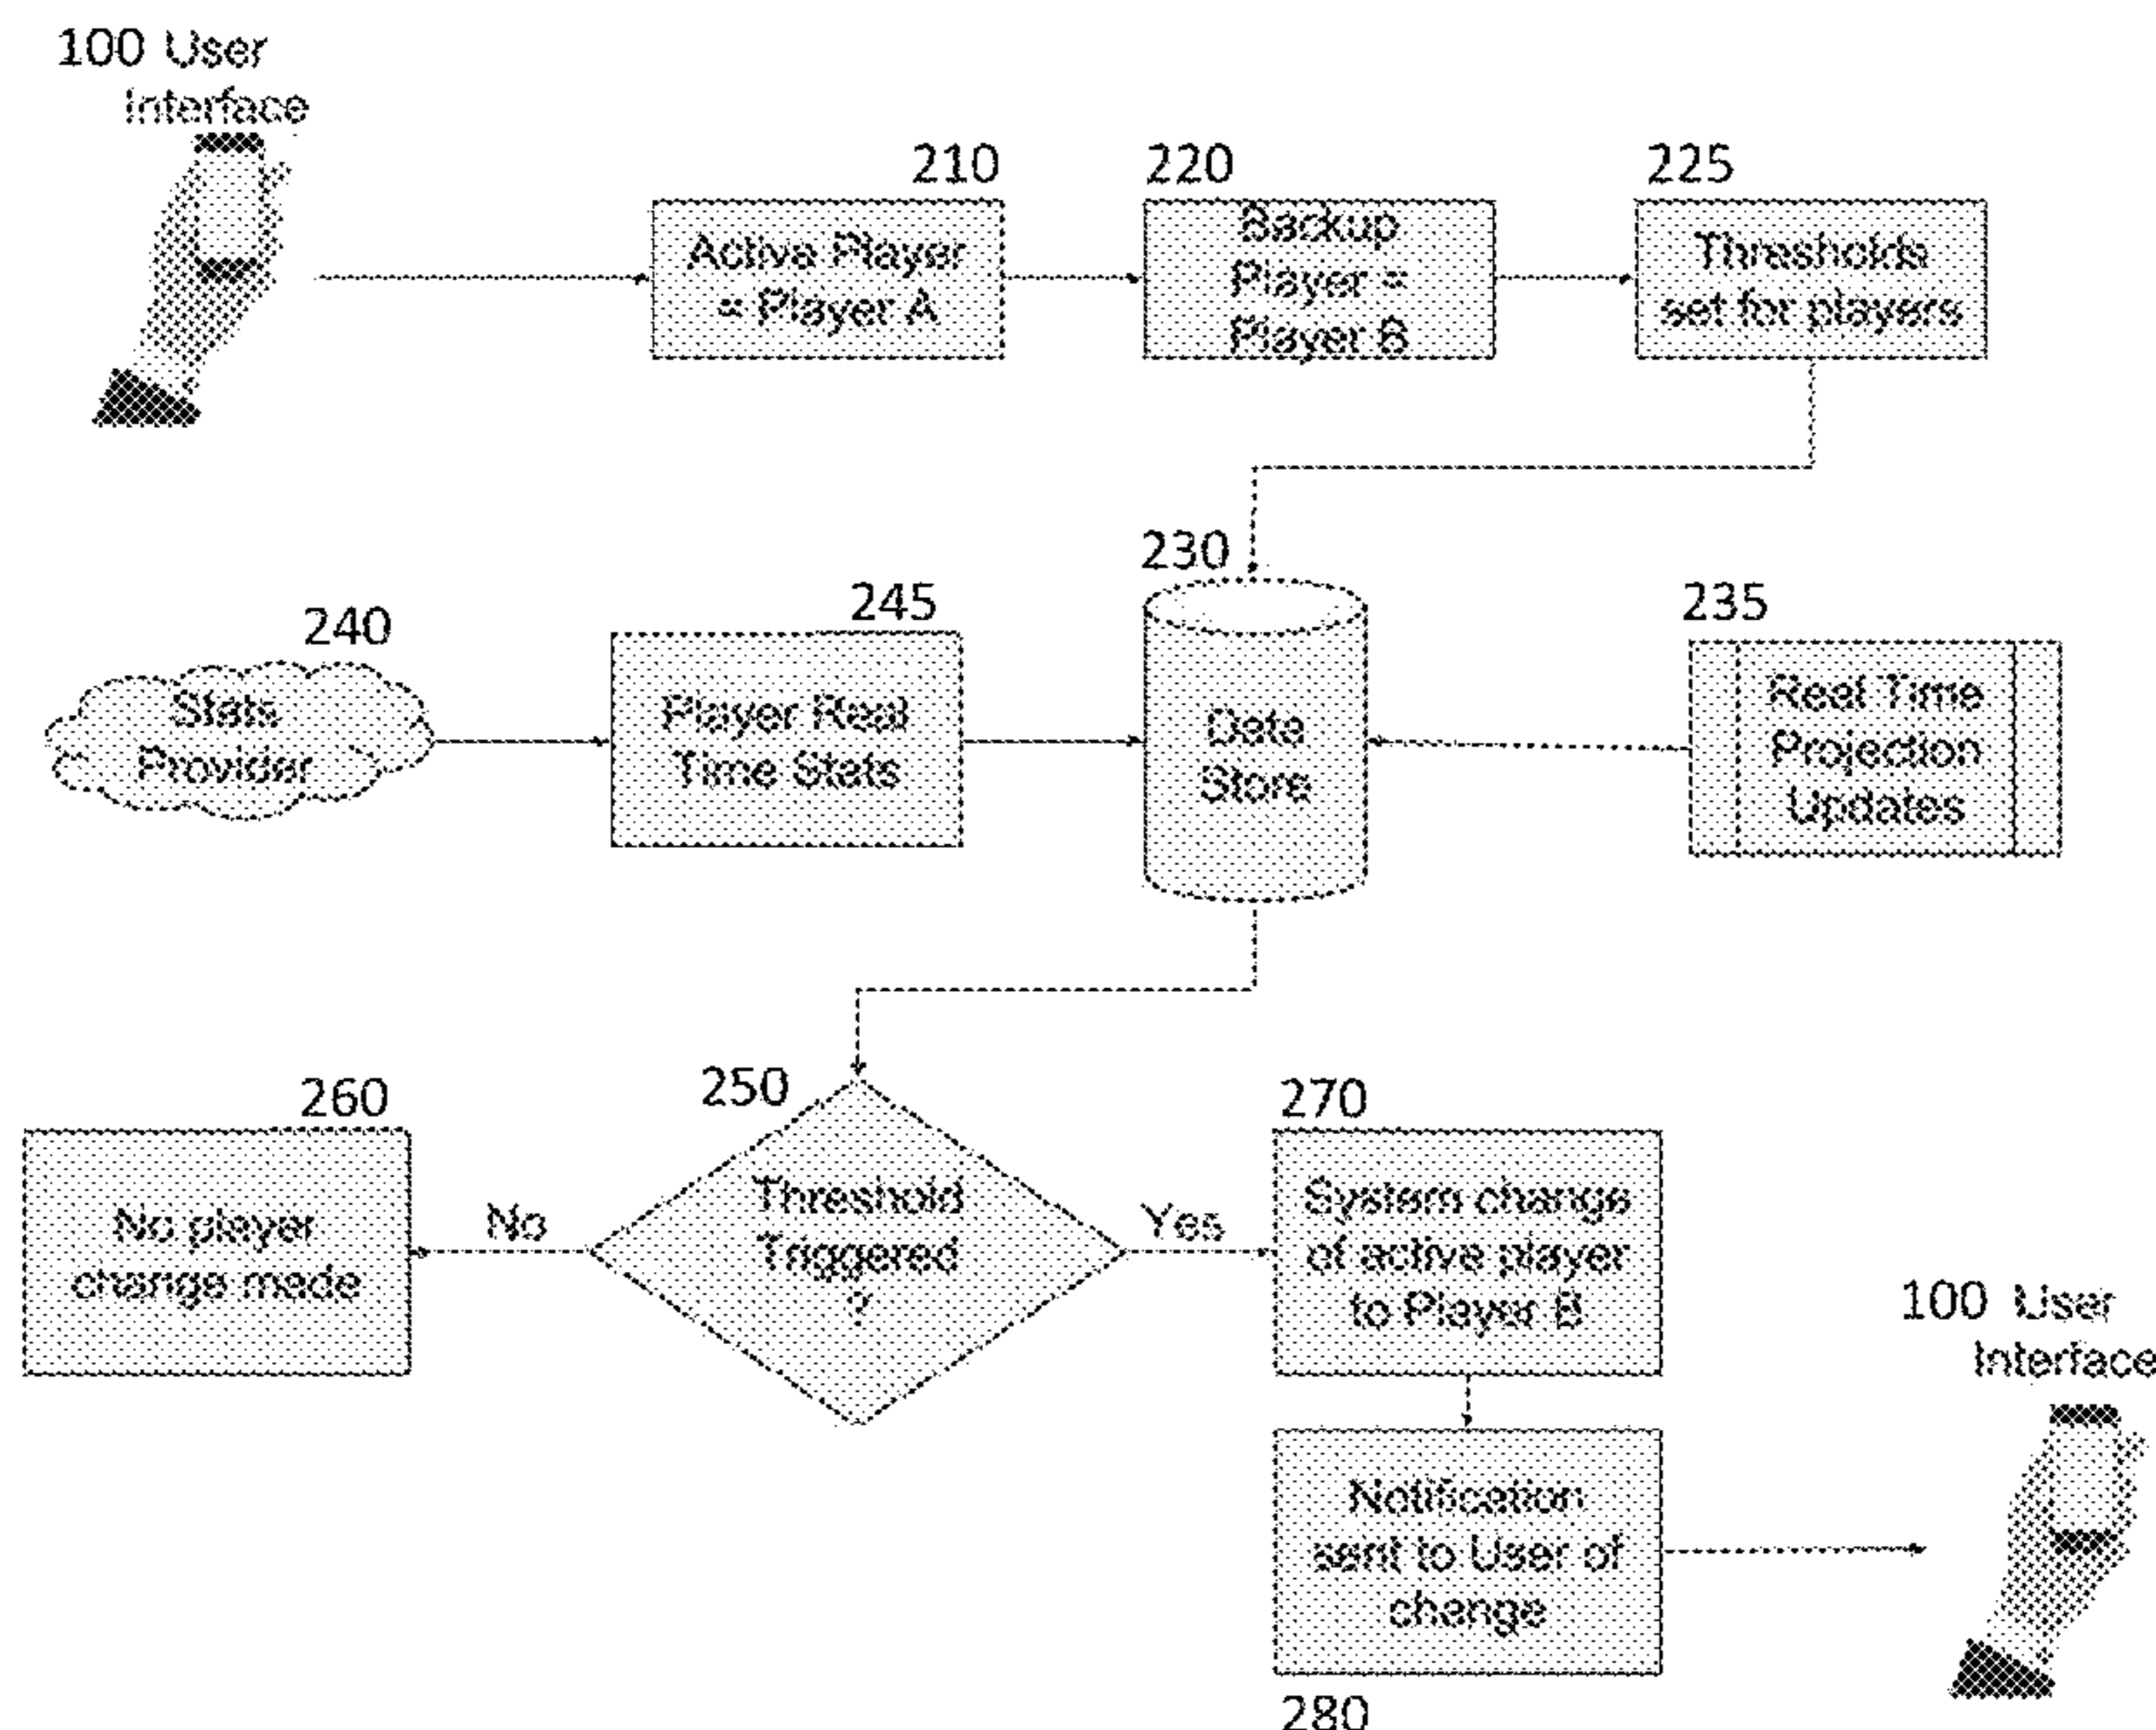 100 User
Interface
210
Active Player
= Player A
220
Backup
Player =
Player B
225
Thresholds
set for players
230
Data
Store
235
Real Time
Projection
Updates
240
Stats
Provider
245
Player Real
Time Stats
250
Threshold
Triggered
?
No
Yes
260
No player
change made
270
System change
of active player
to Player B
100 User
Interface
Notification
sent to User of
change
280